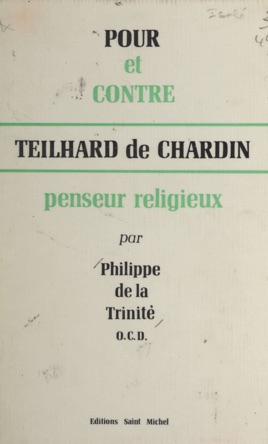 POUR
et
CONTRE
TEILHARD de CHARDIN
penseur religieux
par
Philippe
de la
Trinité
O.C.D.
Editions Saint Michel